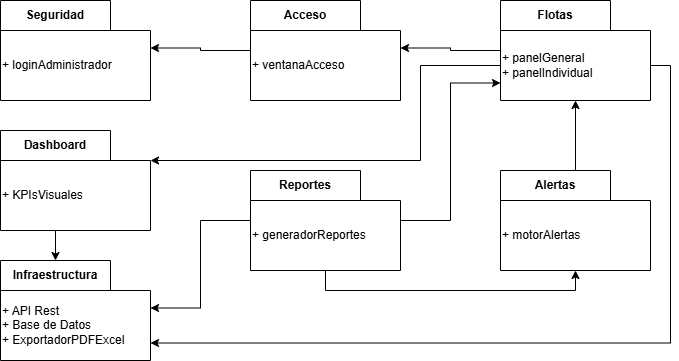 Seguridad
+ loginAdministrador
Acceso
+ ventanaAcceso
Flotas
+ panelGeneral
+ panelIndividual
Dashboard
+ KPIsVisuales
Reportes
+ generadorReportes
Alertas
+ motorAlertas
Infraestructura
+ API Rest
+ Base de Datos
+ ExportadorPDFExcel